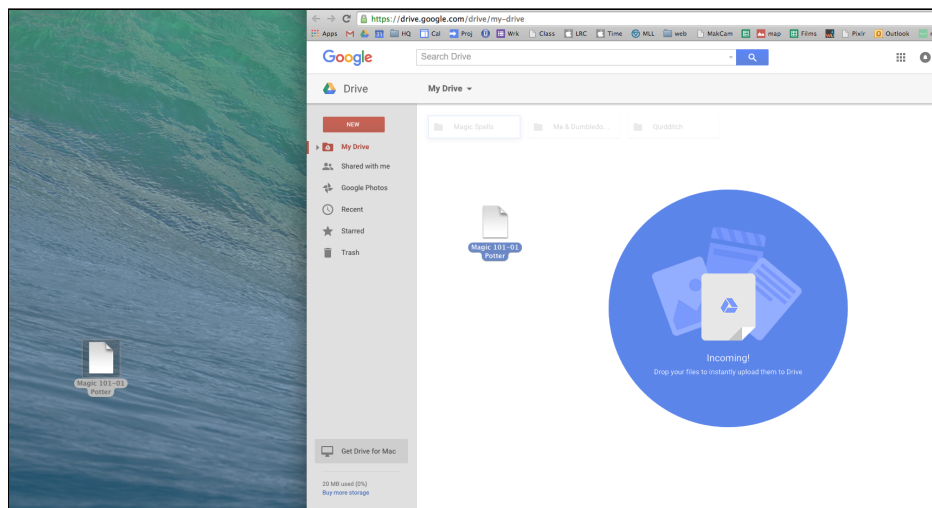 https://drive.google.com/drive/my-drive
Apps HQ Cal Proj Wrk Class LRC Time MLL web MakCam map Films Pixlr Outlook
Google
Search Drive
Drive
My Drive
NEW
Magic Spells
Me & Dumbledo...
Qiadditch
My Drive
Shared with me
Google Photos
Recent
Starred
Trash
Magic 101-01
Potter
Incoming!
Drop your files to instantly upload them to Drive
Magic 101-01
Potter
Get Drive for Mac
20 MB used (0%)
Buy more storage